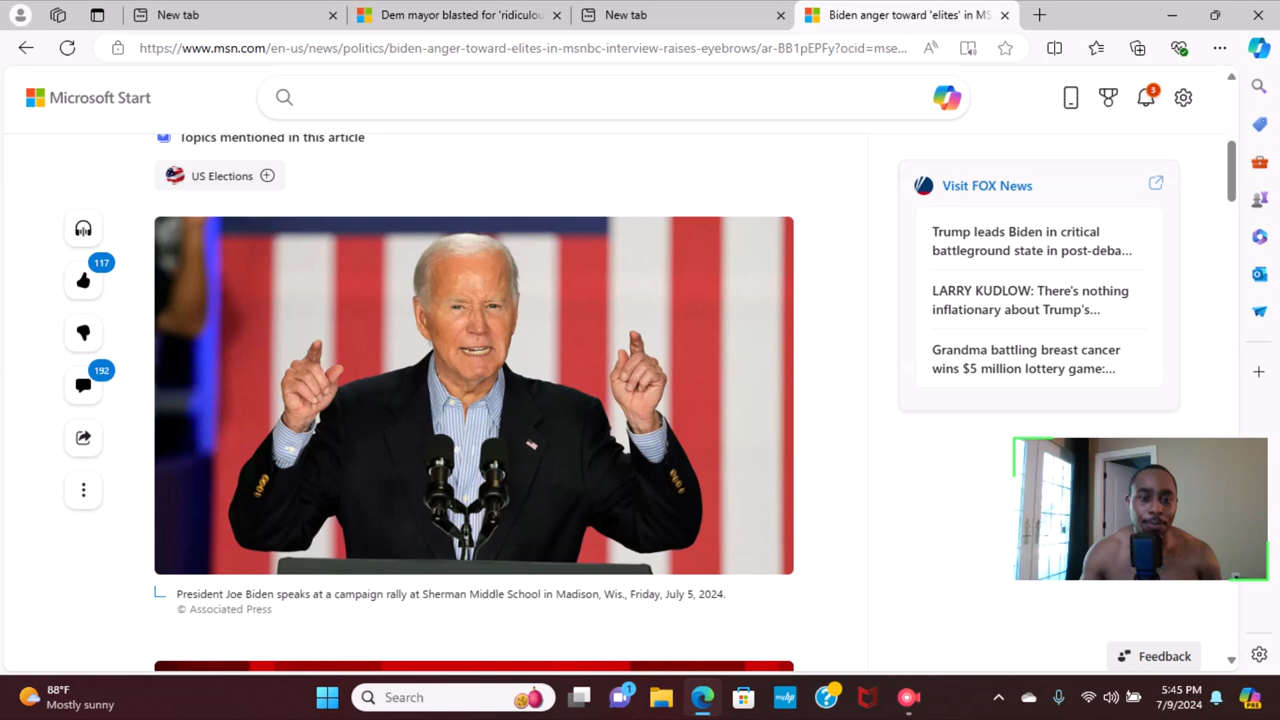 New tab
Dem mayor blasted for 'ridiculou
New tab
Biden anger toward 'elites' in MS
https://www.msn.com/en-us/news/politics/biden-anger-toward-elites-in-msnbc-interview-raises-eyebrows/ar-BB1pEPFy?ocid=mse...
Microsoft Start
3
Topics mentioned in this article
US Elections
117
192
President Joe Biden speaks at a campaign rally at Sherman Middle School in Madison, Wis., Friday, July 5, 2024.
© Associated Press
Visit FOX News
Trump leads Biden in critical
battleground state in post-deba...
LARRY KUDLOW: There's nothing
inflationary about Trump's...
Grandma battling breast cancer
wins $5 million lottery game:...
Feedback
88°F
Mostly sunny
Search
1
myhp
5:45 PM
7/9/2024
PRE